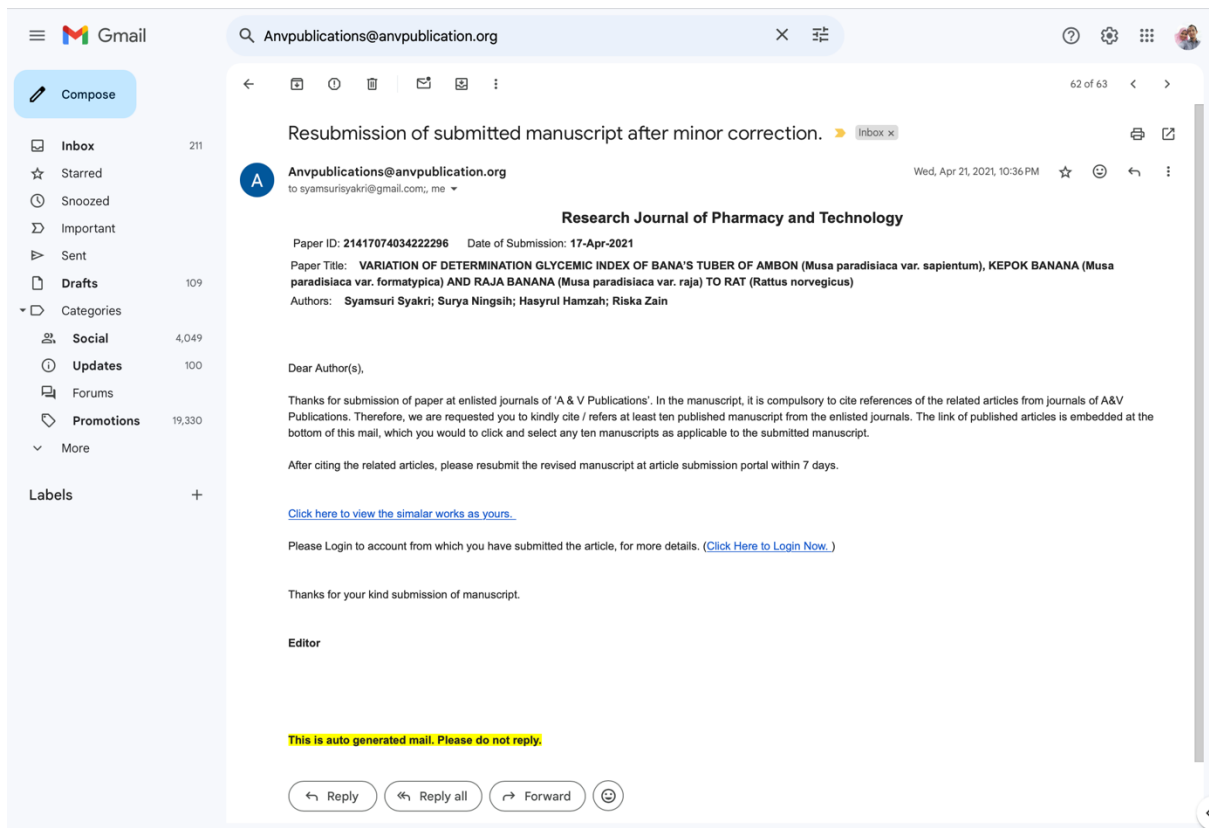 Gmail
Anvpublications@anvpublication.org
Compose
62 of 63
Inbox 211
Starred
Snoozed
Important
Sent
Drafts 109
Categories
Social 4,049
Updates 100
Forums
Promotions 19,330
More
Labels
Resubmission of submitted manuscript after minor correction. Inbox x
A
Anvpublications@anvpublication.org Wed, Apr 21, 2021, 10:36 PM
to syamsurisyakri@gmail.com;, me
Research Journal of Pharmacy and Technology
Paper ID: 21417074034222296 Date of Submission: 17-Apr-2021
Paper Title: VARIATION OF DETERMINATION GLYCEMIC INDEX OF BANA'S TUBER OF AMBON (Musa paradisiaca var. sapientum), KEPOK BANANA (Musa
paradisiaca var. formatypica) AND RAJA BANANA (Musa paradisiaca var. raja) TO RAT (Rattus norvegicus)
Authors: Syamsuri Syakri; Surya Ningsih; Hasyrul Hamzah; Riska Zain
Dear Author(s),
Thanks for submission of paper at enlisted journals of 'A & V Publications'. In the manuscript, it is compulsory to cite references of the related articles from journals of A&V
Publications. Therefore, we are requested you to kindly cite / refers at least ten published manuscript from the enlisted journals. The link of published articles is embedded at the
bottom of this mail, which you would to click and select any ten manuscripts as applicable to the submitted manuscript.
After citing the related articles, please resubmit the revised manuscript at article submission portal within 7 days.
Click here to view the simalar works as yours.
Please Login to account from which you have submitted the article, for more details. (Click Here to Login Now. )
Thanks for your kind submission of manuscript.
Editor
This is auto generated mail. Please do not reply.
Reply
Reply all
Forward